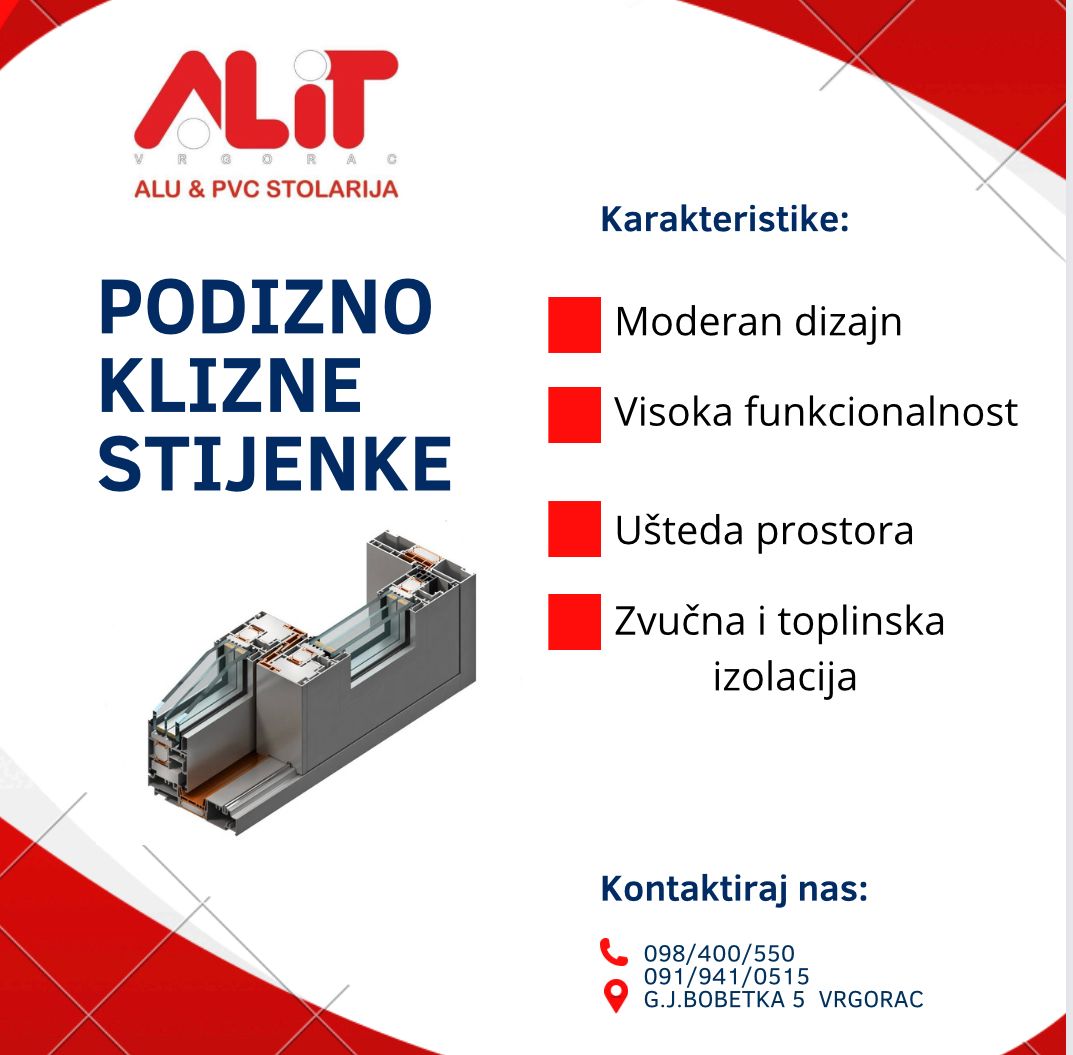 ALiT
VRGORAC
ALU & PVC STOLARIJA
PODIZNO
KLIZNE
STIJENKE
Karakteristike:
Moderan dizajn
Visoka funkcionalnost
Ušteda prostora
Zvučna i toplinska
izolacija
Kontaktiraj nas:
098/400/550
091/941/0515
G.J.BOBETKA 5 VRGORAC